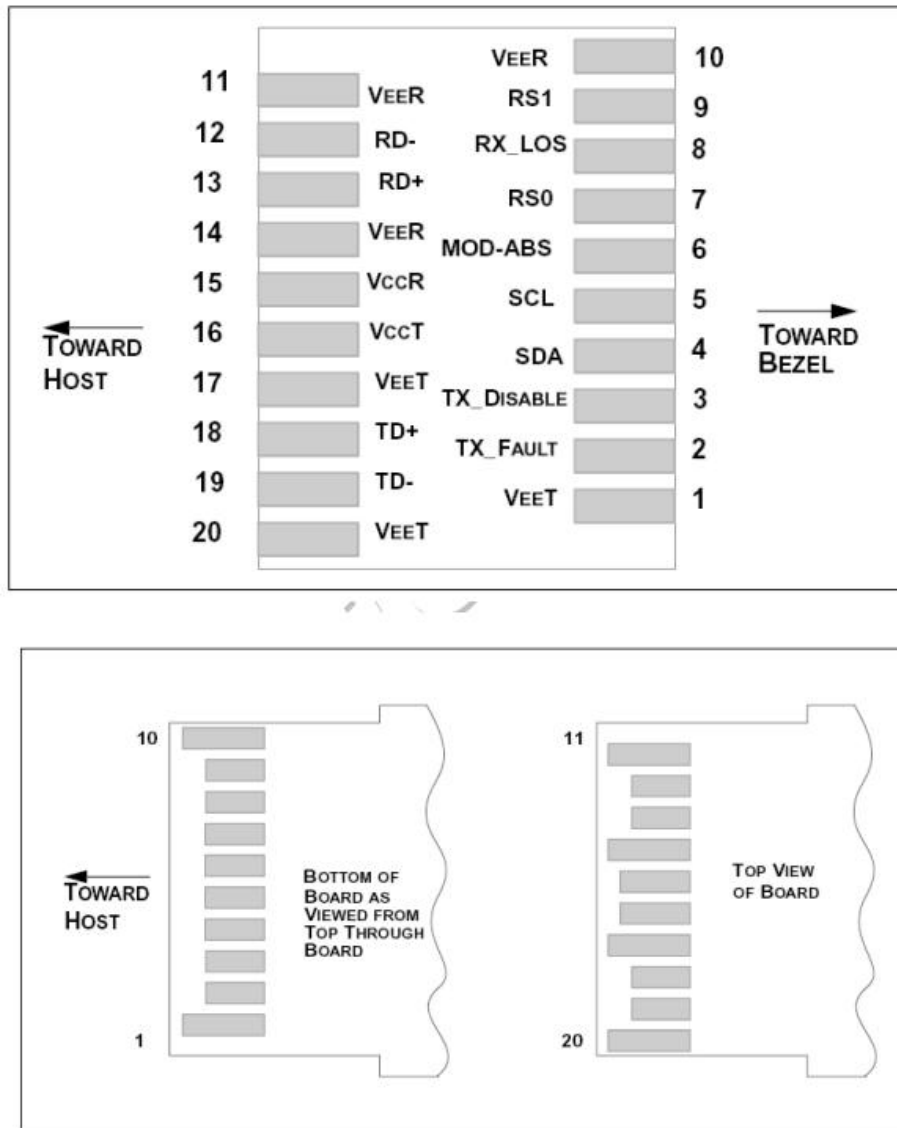 VEER 10
11 VEER
RS1 9
12 RD-
RX_LOS 8
13 RD+
RS0 7
14 VEER
MOD-ABS 6
15 VCCR
SCL 5
16 VCCT
TOWARD
HOST
TOWARD
BEZEL
SDA 4
17 VEET
TX_DISABLE 3
18 TD+
TX_FAULT 2
19 TD-
VEET 1
20 VEET
10
TOWARD
HOST
BOTTOM OF
BOARD AS
VIEWED FROM
TOP THROUGH
BOARD
1
11
TOP VIEW
OF BOARD
20